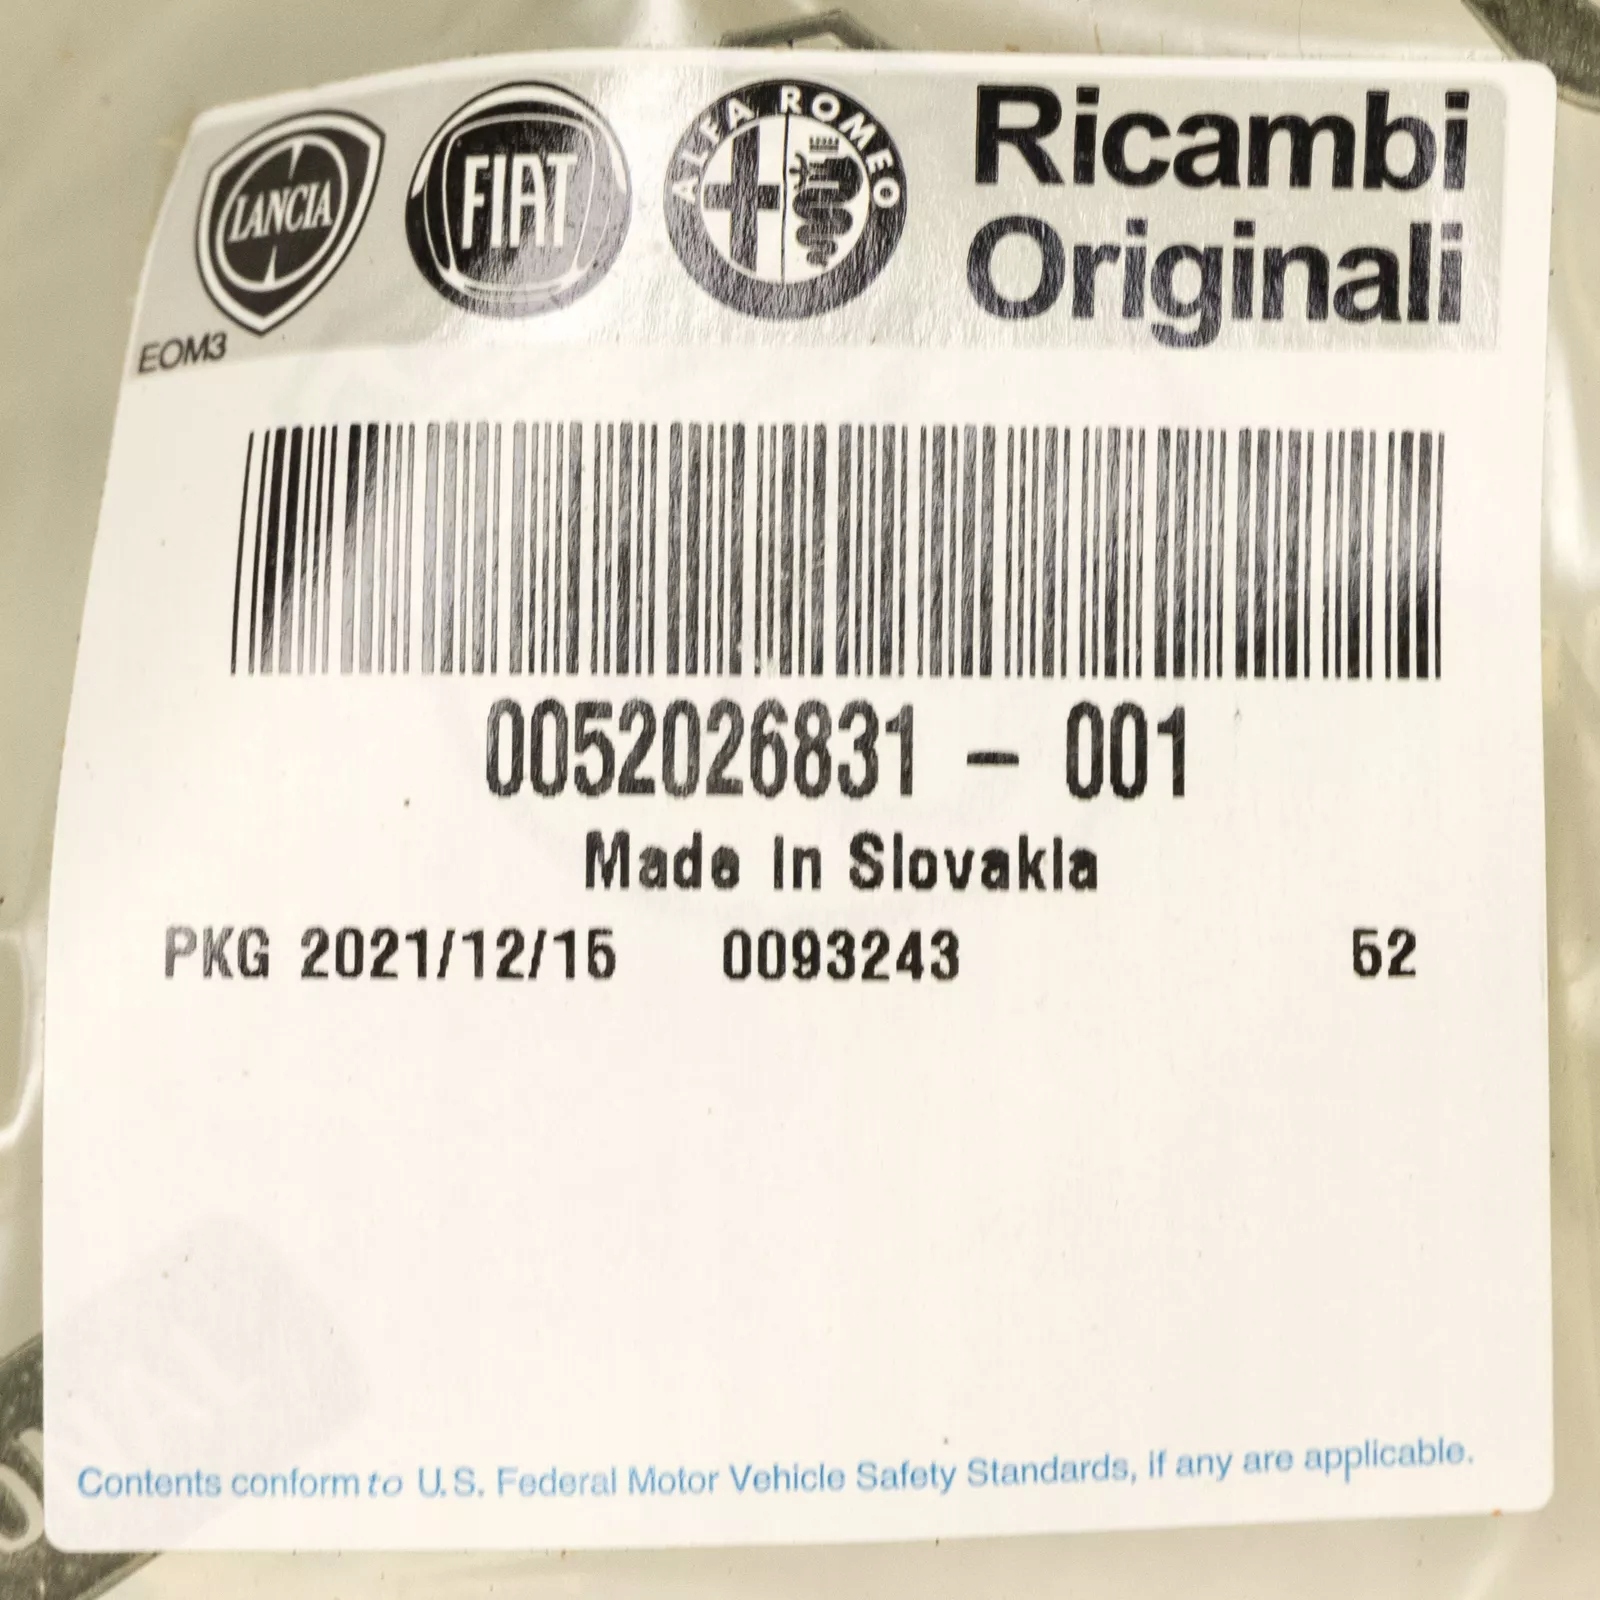 LANCIA
FIAT
ALFA ROMEO
Ricambi
Originali
EOM3
0052026831 - 001
Made In Slovakia
PKG 2021/12/15 0093243 52
Contents conform to U.S. Federal Motor Vehicle Safety Standards, if any are applicable.